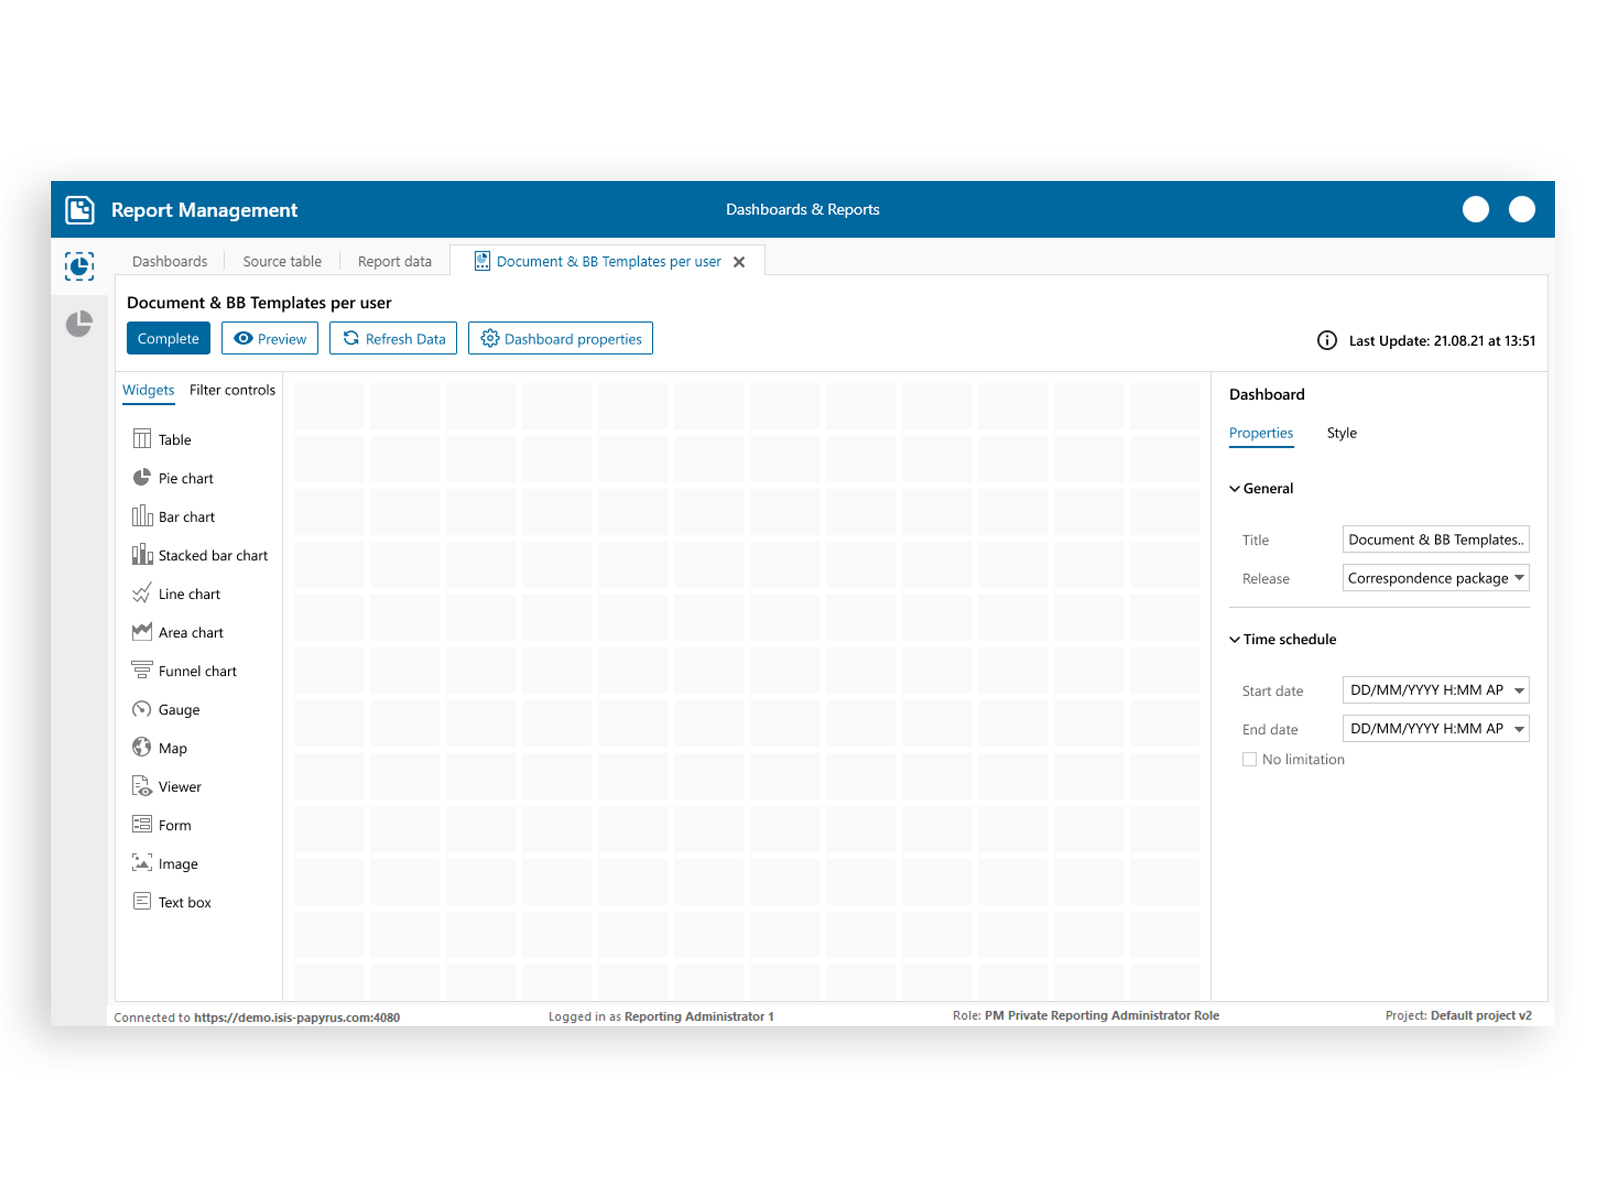 Report Management
Dashboards & Reports
Dashboards
Source table
Report data
Document & BB Templates per user
Document & BB Templates per user
Complete
Preview
Refresh Data
Dashboard properties
Last Update: 21.08.21 at 13:51
Widgets
Filter controls
Table
Pie chart
Bar chart
Stacked bar chart
Line chart
Area chart
Funnel chart
Gauge
Map
Viewer
Form
Image
Text box
Dashboard
Properties
Style
General
Title
Document & BB Templates..
Release
Correspondence package
Time schedule
Start date
DD/MM/YYYY H:MM AP
End date
DD/MM/YYYY H:MM AP
No limitation
Connected to https://demo.isis-papyrus.com:4080
Logged in as Reporting Administrator 1
Role: PM Private Reporting Administrator Role
Project: Default project v2